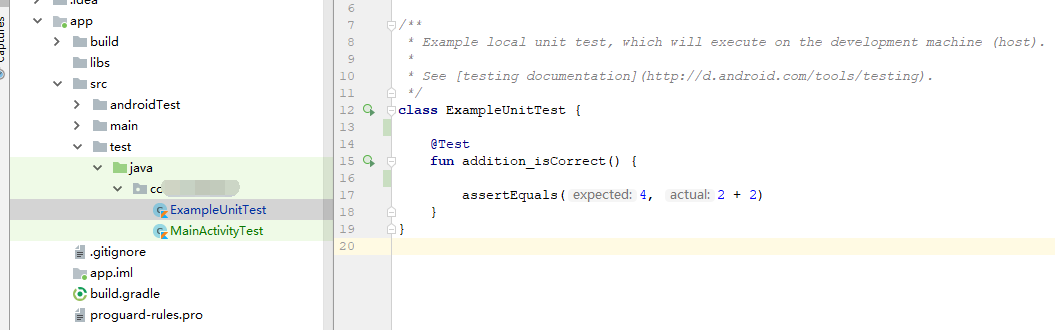 .idea
app
build
libs
src
androidTest
main
test
java
ExampleUnitTest
MainActivityTest
.gitignore
app.iml
build.gradle
proguard-rules.pro
Captures
6
7 /**
8 * Example local unit test, which will execute on the development machine (host).
9 *
10 * See [testing documentation](http://d.android.com/tools/testing).
11 */
12 class ExampleUnitTest {
13
14 @Test
15 fun addition_isCorrect() {
16
17 assertEquals( expected: 4, actual: 2 + 2)
18 }
19 }
20